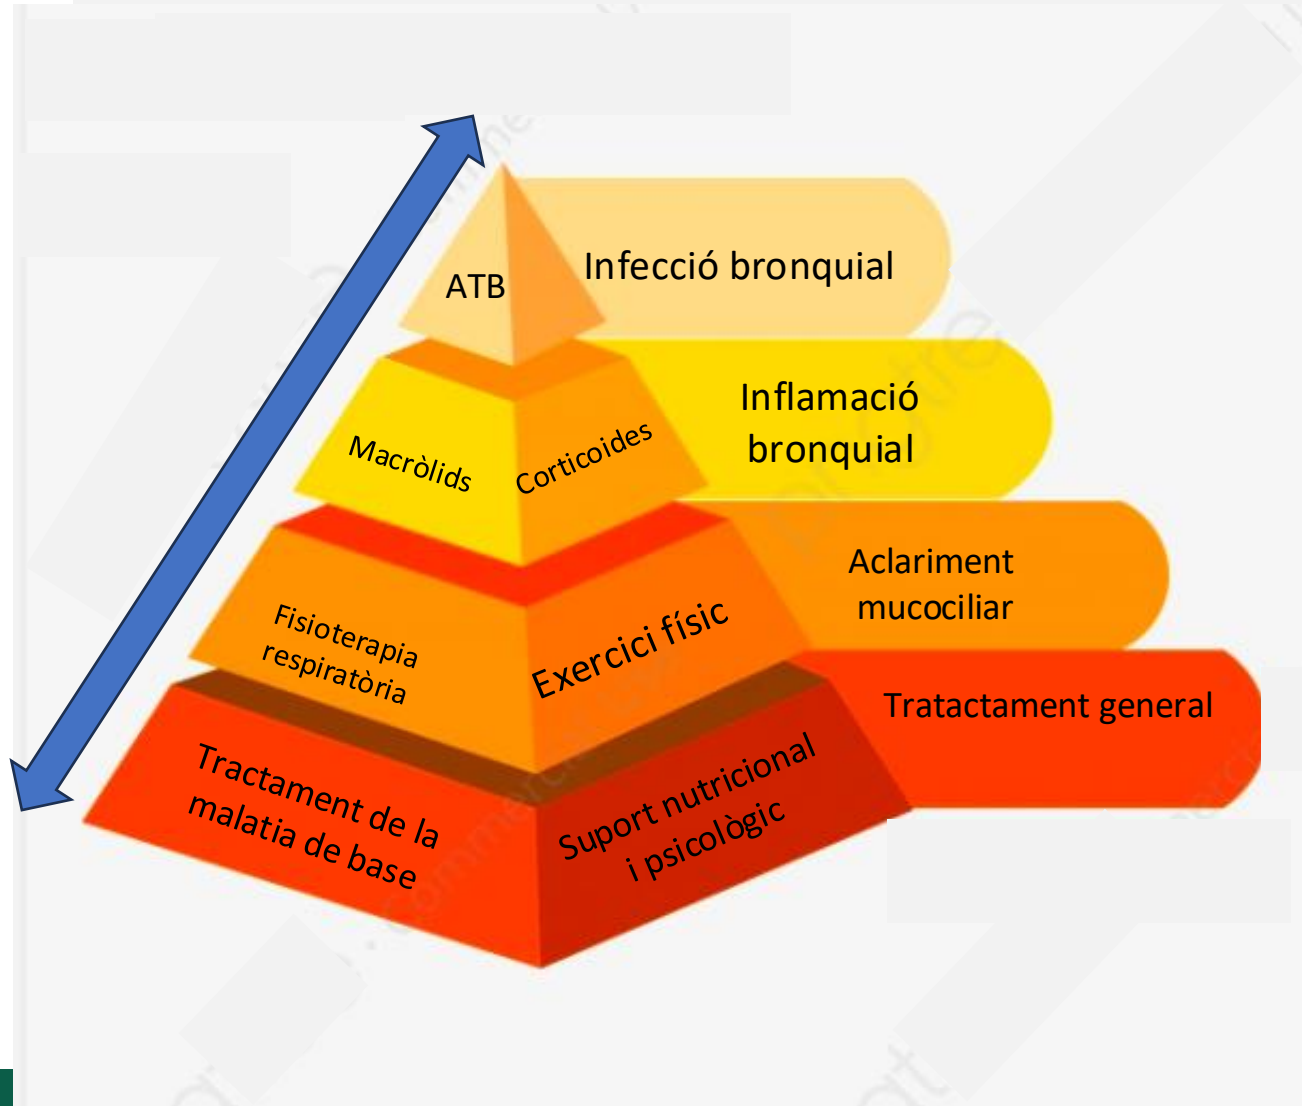 ATB
Infecció bronquial
Macròlids
Corticoides
Inflamació
bronquial
Fisioterapia
respiratòria
Exercici físic
Aclariment
mucociliar
Tractament de la
malatia de base
Suport nutricional
i psicològic
Tratactament general